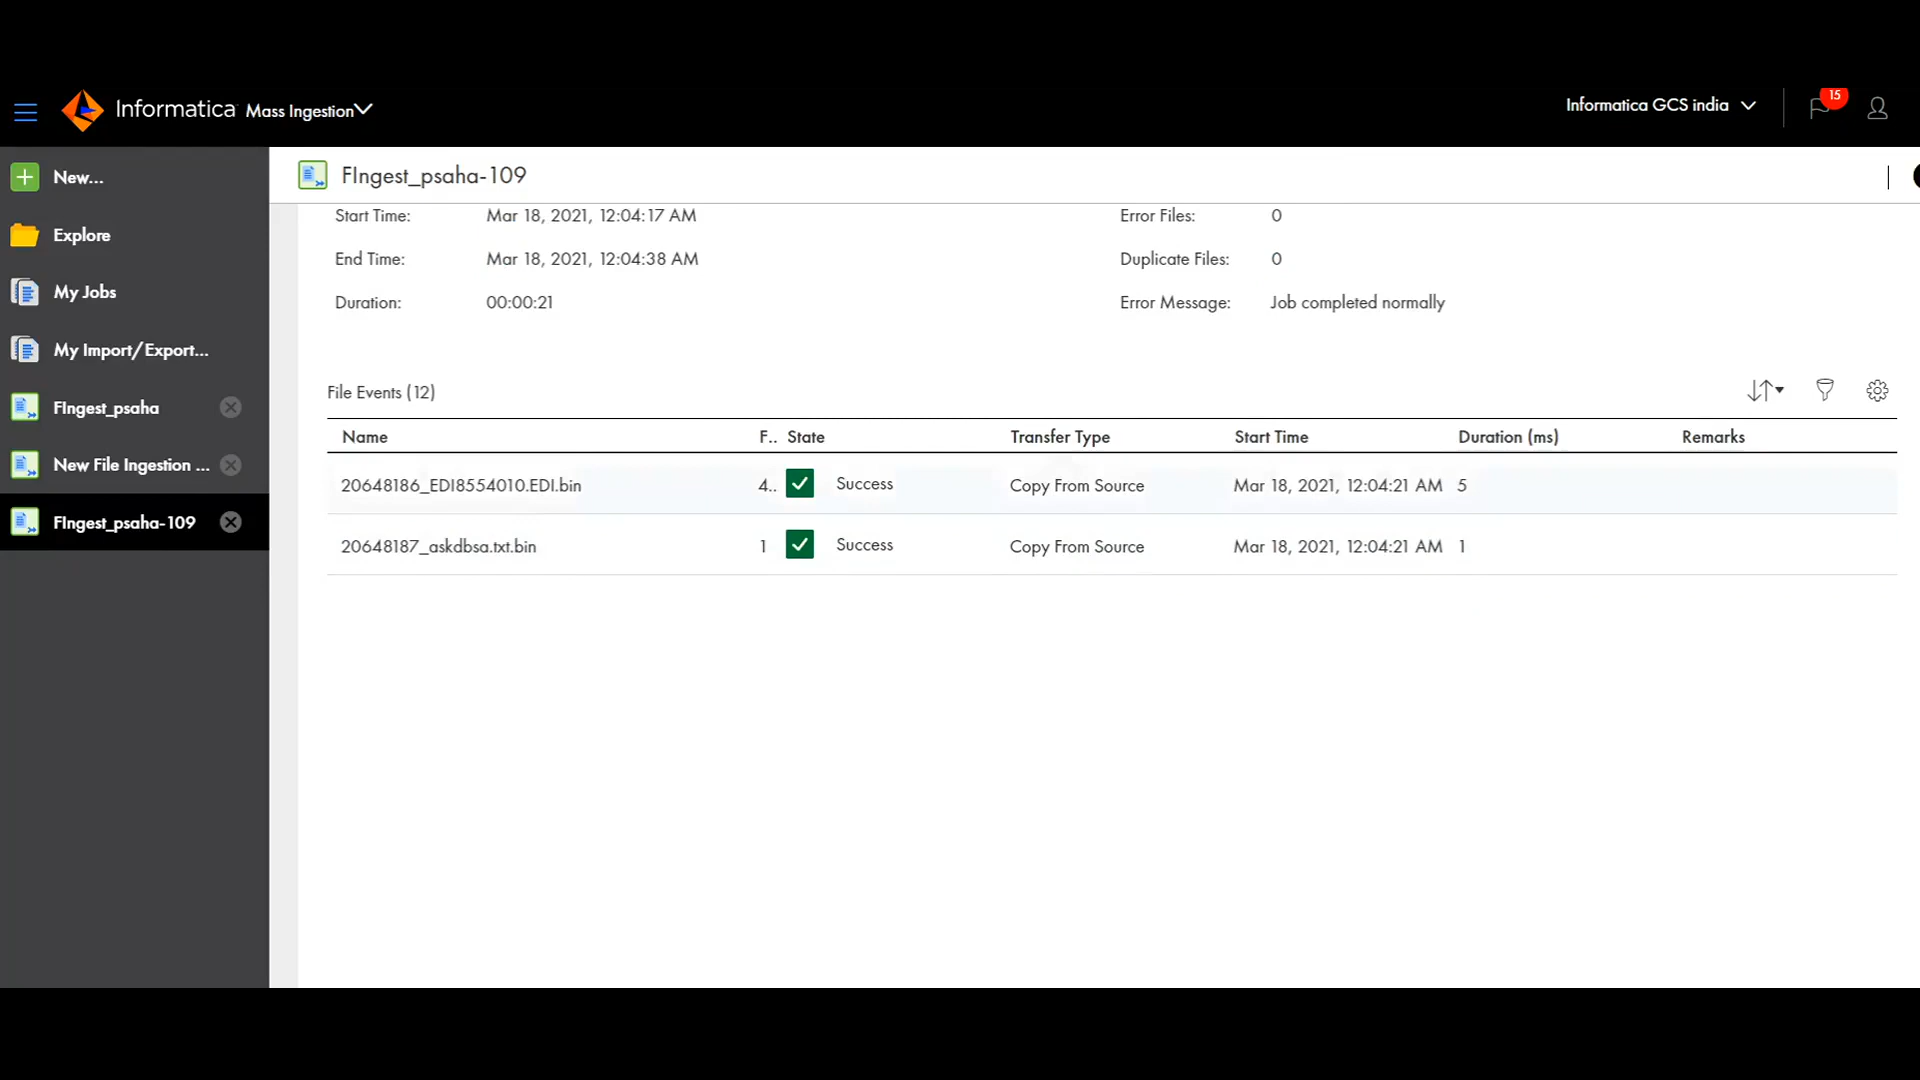 Informatica Mass Ingestion
Informatica GCS india
15
New...
Explore
My Jobs
My Import/Export...
FIngest_psaha
New File Ingestion ...
FIngest_psaha-109
FIngest_psaha-109
Start Time: Mar 18, 2021, 12:04:17 AM
Error Files: 0
End Time: Mar 18, 2021, 12:04:38 AM
Duplicate Files: 0
Duration: 00:00:21
Error Message: Job completed normally
File Events (12)
Name F.. State Transfer Type Start Time Duration (ms) Remarks
20648186_EDI8554010.EDI.bin 4.. Success Copy From Source Mar 18, 2021, 12:04:21 AM 5
20648187_askdbsa.txt.bin 1 Success Copy From Source Mar 18, 2021, 12:04:21 AM 1